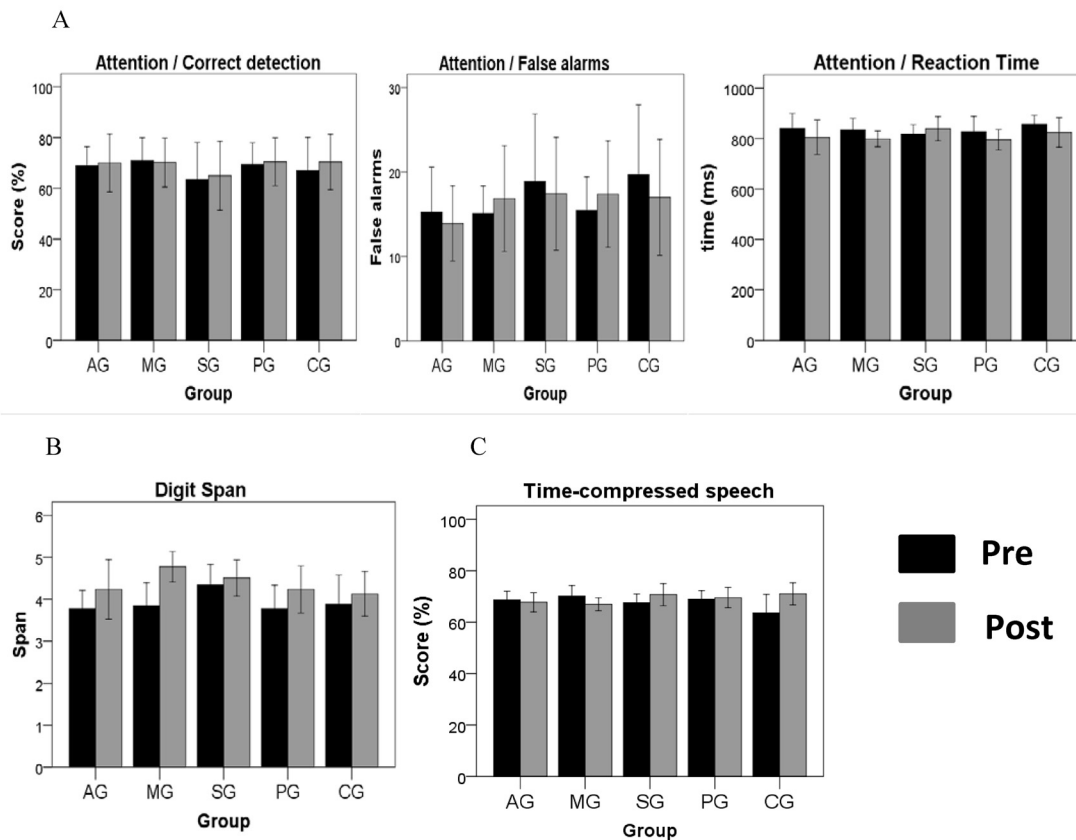 A
Attention / Correct detection
Score (%)
100
80
60
40
20
0
AG MG SG PG CG
Group
Attention / False alarms
False alarms
30
20
10
0
AG MG SG PG CG
Group
Attention / Reaction Time
time (ms)
1000
800
600
400
200
0
AG MG SG PG CG
Group
B
Digit Span
Span
6
5
4
3
2
1
0
AG MG SG PG CG
Group
C
Time-compressed speech
Score (%)
100
80
60
40
20
0
AG MG SG PG CG
Group
Pre
Post